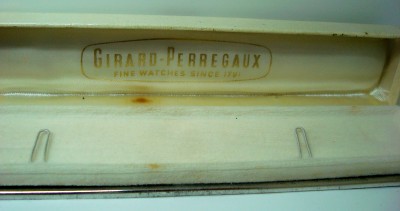 GIRARD-PERREGAUX
FINE WATCHES SINCE 1791